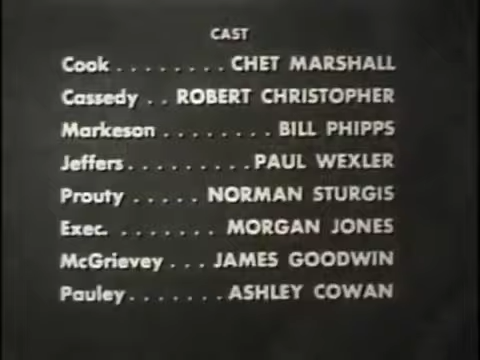 CAST
Cook . . . . . . . . CHET MARSHALL
Cassedy . . ROBERT CHRISTOPHER
Markeson . . . . . . . . BILL PHIPPS
Jeffers . . . . . . . . . PAUL WEXLER
Prouty . . . . . NORMAN STURGIS
Exec. . . . . . . . MORGAN JONES
McGrievey . . . JAMES GOODWIN
Pauley . . . . . . . ASHLEY COWAN